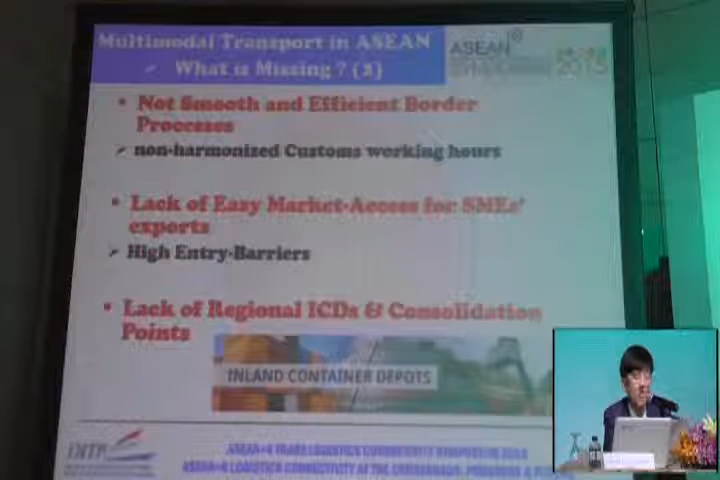 Multimodal Transport in ASEAN
✓ What is Missing ? (2)
ASEAN
2015
• Not Smooth and Efficient Border
Processes
➢ non-harmonized Customs working hours
• Lack of Easy Market-Access for SMEs'
exports
➢ High Entry-Barriers
• Lack of Regional ICDs & Consolidation
Points
INLAND CONTAINER DEPOTS